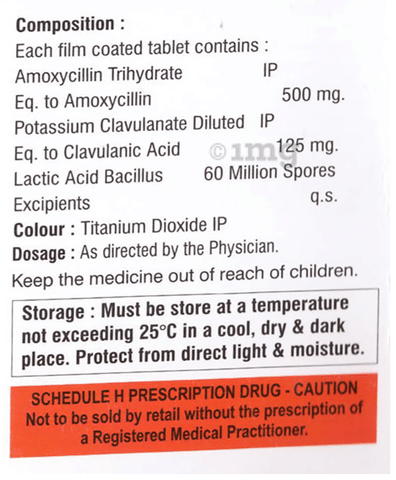 Composition :
Each film coated tablet contains :
Amoxycillin Trihydrate IP
Eq. to Amoxycillin 500 mg.
Potassium Clavulanate Diluted IP
Eq. to Clavulanic Acid 125 mg.
Lactic Acid Bacillus 60 Million Spores
Excipients q.s.
Colour : Titanium Dioxide IP
Dosage : As directed by the Physician.
Keep the medicine out of reach of children.
Storage : Must be store at a temperature
not exceeding 25°C in a cool, dry & dark
place. Protect from direct light & moisture.
SCHEDULE H PRESCRIPTION DRUG - CAUTION
Not to be sold by retail without the prescription of
a Registered Medical Practitioner.
© 1mg